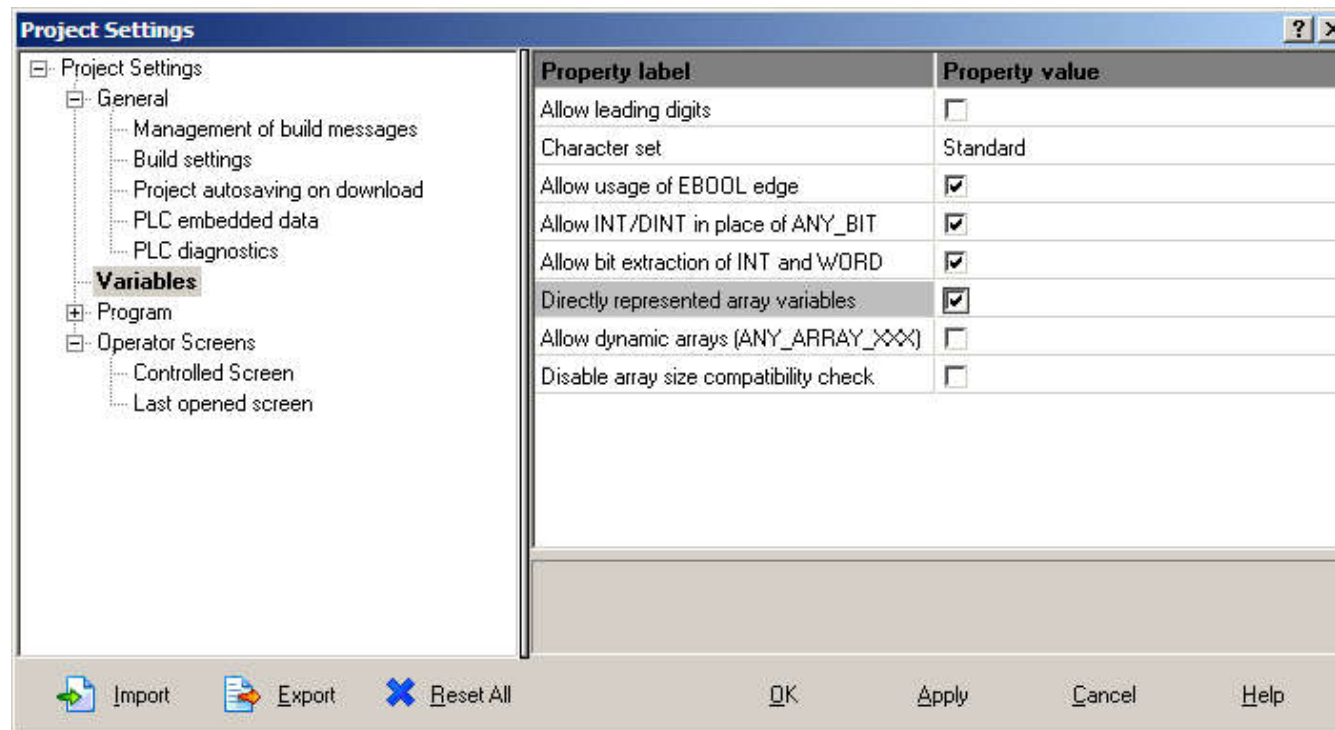 Project Settings
Project Settings
General
Management of build messages
Build settings
Project autosaving on download
PLC embedded data
PLC diagnostics
Variables
Program
Operator Screens
Controlled Screen
Last opened screen
Property label Property value
Allow leading digits
Character set Standard
Allow usage of EBOOL edge
Allow INT/DINT in place of ANY_BIT
Allow bit extraction of INT and WORD
Directly represented array variables
Allow dynamic arrays (ANY_ARRAY_XXX)
Disable array size compatibility check
Import Export Reset All OK Apply Cancel Help